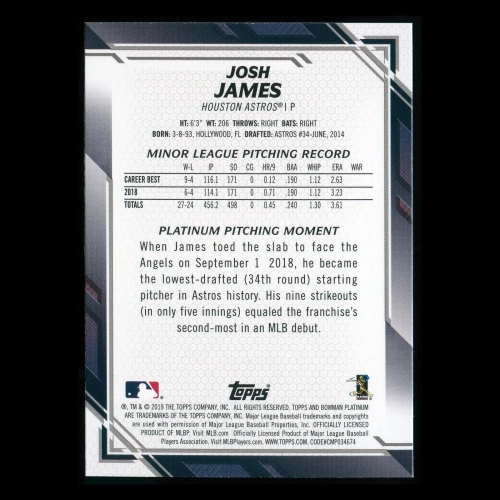 JOSH
JAMES
HOUSTON ASTROS® | P
HT: 6'3" WT: 206 THROWS: RIGHT BATS: RIGHT
BORN: 3-8-93, HOLLYWOOD, FL DRAFTED: ASTROS #34-JUNE, 2014
MINOR LEAGUE PITCHING RECORD
W-L IP SO CG HR/9 BAA WHIP ERA WAR
CAREER BEST 9-4 116.1 171 0 0.12 .190 1.12 2.63
2018 6-4 114.1 171 0 0.71 .190 1.12 3.23
TOTALS 27-24 456.2 498 0 0.45 .240 1.30 3.61
PLATINUM PITCHING MOMENT
When James toed the slab to face the
Angels on September 1 2018, he became
the lowest-drafted (34th round) starting
pitcher in Astros history. His nine strikeouts
(in only five innings) equaled the franchise's
second-most in an MLB debut.
Topps
®, TM & © 2019 THE TOPPS COMPANY, INC. ALL RIGHTS RESERVED. TOPPS AND BOWMAN PLATINUM
ARE TRADEMARKS OF THE TOPPS COMPANY, INC. Major League Baseball trademarks and copyrights
are used with permission of Major League Baseball Properties, Inc. OFFICIALLY LICENSED
PRODUCT OF MLBP. Visit MLB.com Officially Licensed Product of Major League Baseball
Players Association. Visit MLBPlayers.com. WWW.TOPPS.COM. CODE#CMP034674